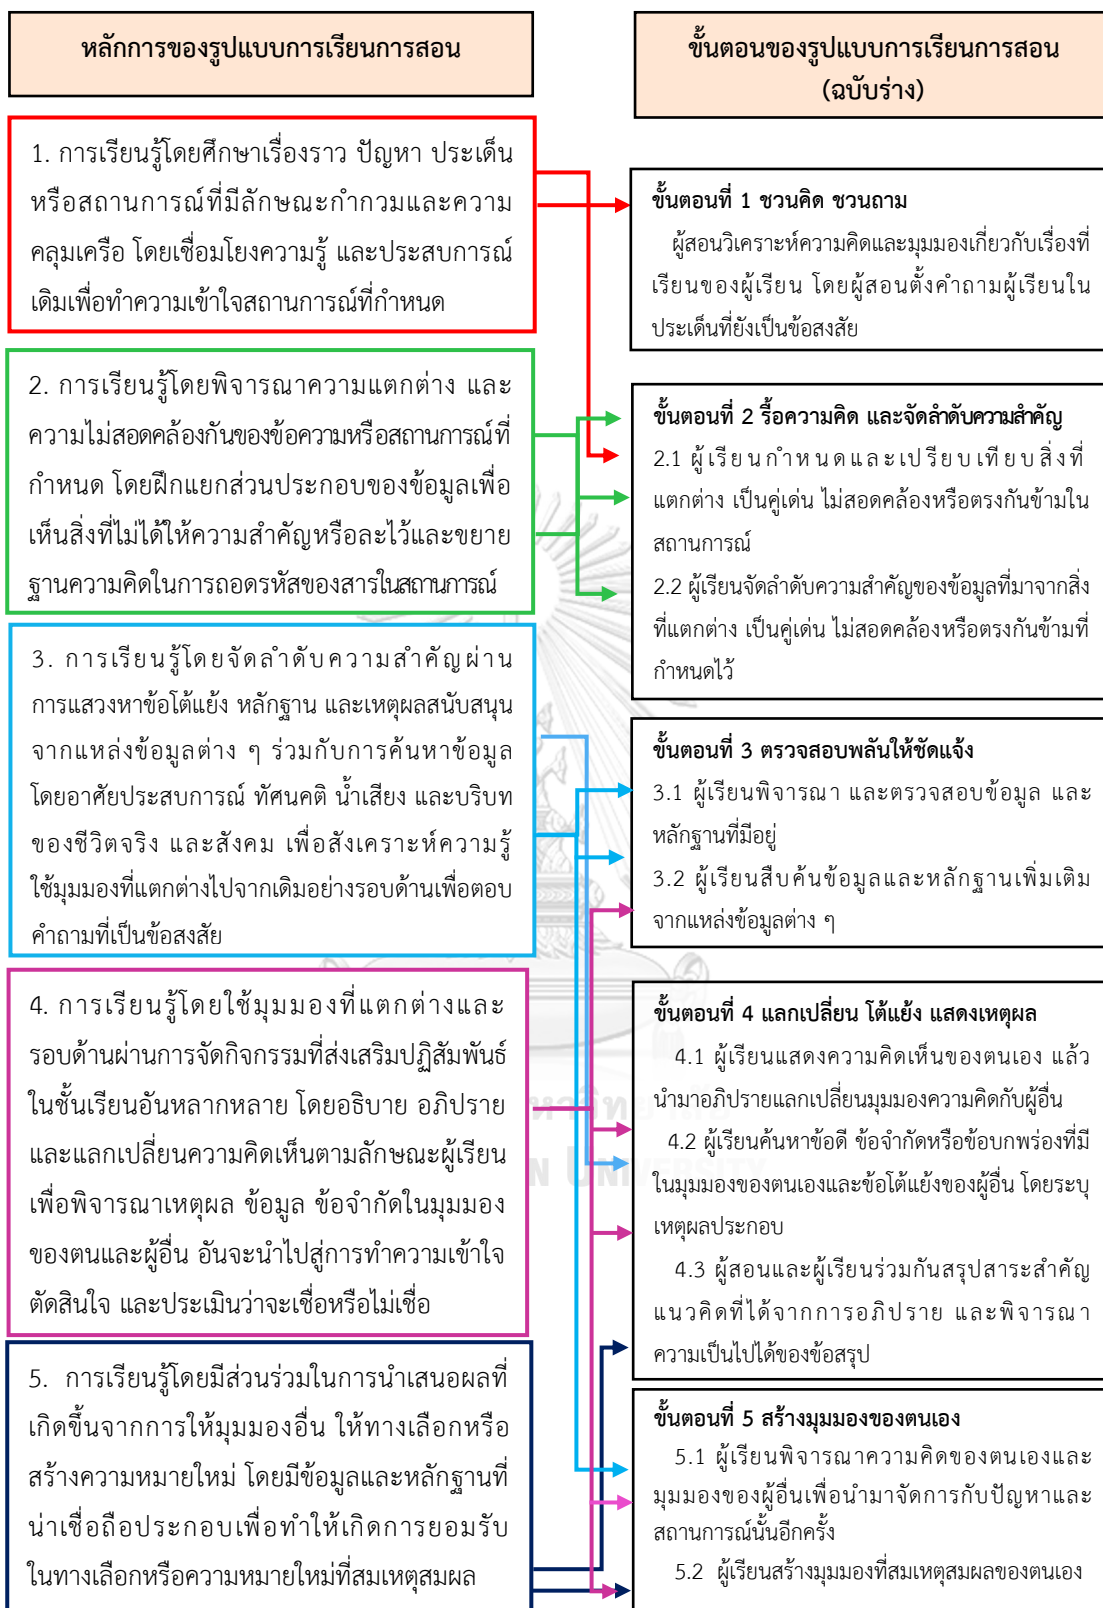 หลักการของรูปแบบการเรียนการสอน
1. การเรียนรู้โดยศึกษาเรื่องราว ปัญหา ประเด็น
หรือสถานการณ์ที่มีลักษณะกำกวมและความ
คลุมเครือ โดยเชื่อมโยงความรู้ และประสบการณ์
เดิมเพื่อทำความเข้าใจสถานการณ์ที่กำหนด
2. การเรียนรู้โดยพิจารณาความแตกต่าง และ
ความไม่สอดคล้องกันของข้อความหรือสถานการณ์ที่
กำหนด โดยฝึกแยกส่วนประกอบของข้อมูลเพื่อ
เห็นสิ่งที่ไม่ได้ให้ความสำคัญหรือละไว้และขยาย
ฐานความคิดในการถอดรหัสของสารในสถานการณ์
3. การเรียนรู้โดยจัดลำดับความสำคัญผ่าน
การแสวงหาข้อโต้แย้ง หลักฐาน และเหตุผลสนับสนุน
จากแหล่งข้อมูลต่าง ๆ ร่วมกับการค้นหาข้อมูล
โดยอาศัยประสบการณ์ ทัศนคติ น้ำเสียง และบริบท
ของชีวิตจริง และสังคม เพื่อสังเคราะห์ความรู้
ใช้มุมมองที่แตกต่างไปจากเดิมอย่างรอบด้านเพื่อตอบ
คำถามที่เป็นข้อสงสัย
4. การเรียนรู้โดยใช้มุมมองที่แตกต่างและ
รอบด้านผ่านการจัดกิจกรรมที่ส่งเสริมปฏิสัมพันธ์
ในชั้นเรียนอันหลากหลาย โดยอธิบาย อภิปราย
และแลกเปลี่ยนความคิดเห็นตามลักษณะผู้เรียน
เพื่อพิจารณาเหตุผล ข้อมูล ข้อจำกัดในมุมมอง
ของตนและผู้อื่น อันจะนำไปสู่การทำความเข้าใจ
ตัดสินใจ และประเมินว่าจะเชื่อหรือไม่เชื่อ
5. การเรียนรู้โดยมีส่วนร่วมในการนำเสนอผลที่
เกิดขึ้นจากการให้มุมมองอื่น ให้ทางเลือกหรือ
สร้างความหมายใหม่ โดยมีข้อมูลและหลักฐานที่
น่าเชื่อถือประกอบเพื่อทำให้เกิดการยอมรับ
ในทางเลือกหรือความหมายใหม่ที่สมเหตุสมผล
ขั้นตอนของรูปแบบการเรียนการสอน
(ฉบับร่าง)
ขั้นตอนที่ 1 ชวนคิด ชวนถาม
ผู้สอนวิเคราะห์ความคิดและมุมมองเกี่ยวกับเรื่องที่
เรียนของผู้เรียน โดยผู้สอนตั้งคำถามผู้เรียนใน
ประเด็นที่ยังเป็นข้อสงสัย
ขั้นตอนที่ 2 รื้อความคิด และจัดลำดับความสำคัญ
2.1 ผู้เรียนกำหนดและเปรียบเทียบสิ่งที่
แตกต่าง เป็นคู่เด่น ไม่สอดคล้องหรือตรงกันข้ามใน
สถานการณ์
2.2 ผู้เรียนจัดลำดับความสำคัญของข้อมูลที่มาจากสิ่ง
ที่แตกต่าง เป็นคู่เด่น ไม่สอดคล้องหรือตรงกันข้ามที่
กำหนดไว้
ขั้นตอนที่ 3 ตรวจสอบพลันให้ชัดแจ้ง
3.1 ผู้เรียนพิจารณา และตรวจสอบข้อมูล และ
หลักฐานที่มีอยู่
3.2 ผู้เรียนสืบค้นข้อมูลและหลักฐานเพิ่มเติม
จากแหล่งข้อมูลต่าง ๆ
ขั้นตอนที่ 4 แลกเปลี่ยน โต้แย้ง แสดงเหตุผล
4.1 ผู้เรียนแสดงความคิดเห็นของตนเอง แล้ว
นำมาอภิปรายแลกเปลี่ยนมุมมองความคิดกับผู้อื่น
4.2 ผู้เรียนค้นหาข้อดี ข้อจำกัดหรือข้อบกพร่องที่มี
ในมุมมองของตนเองและข้อโต้แย้งของผู้อื่น โดยระบุ
เหตุผลประกอบ
4.3 ผู้สอนและผู้เรียนร่วมกันสรุปสาระสำคัญ
แนวคิดที่ได้จากการอภิปราย และพิจารณา
ความเป็นไปได้ของข้อสรุป
ขั้นตอนที่ 5 สร้างมุมมองของตนเอง
5.1 ผู้เรียนพิจารณาความคิดของตนเองและ
มุมมองของผู้อื่นเพื่อนำมาจัดการกับปัญหาและ
สถานการณ์นั้นอีกครั้ง
5.2 ผู้เรียนสร้างมุมมองที่สมเหตุสมผลของตนเอง